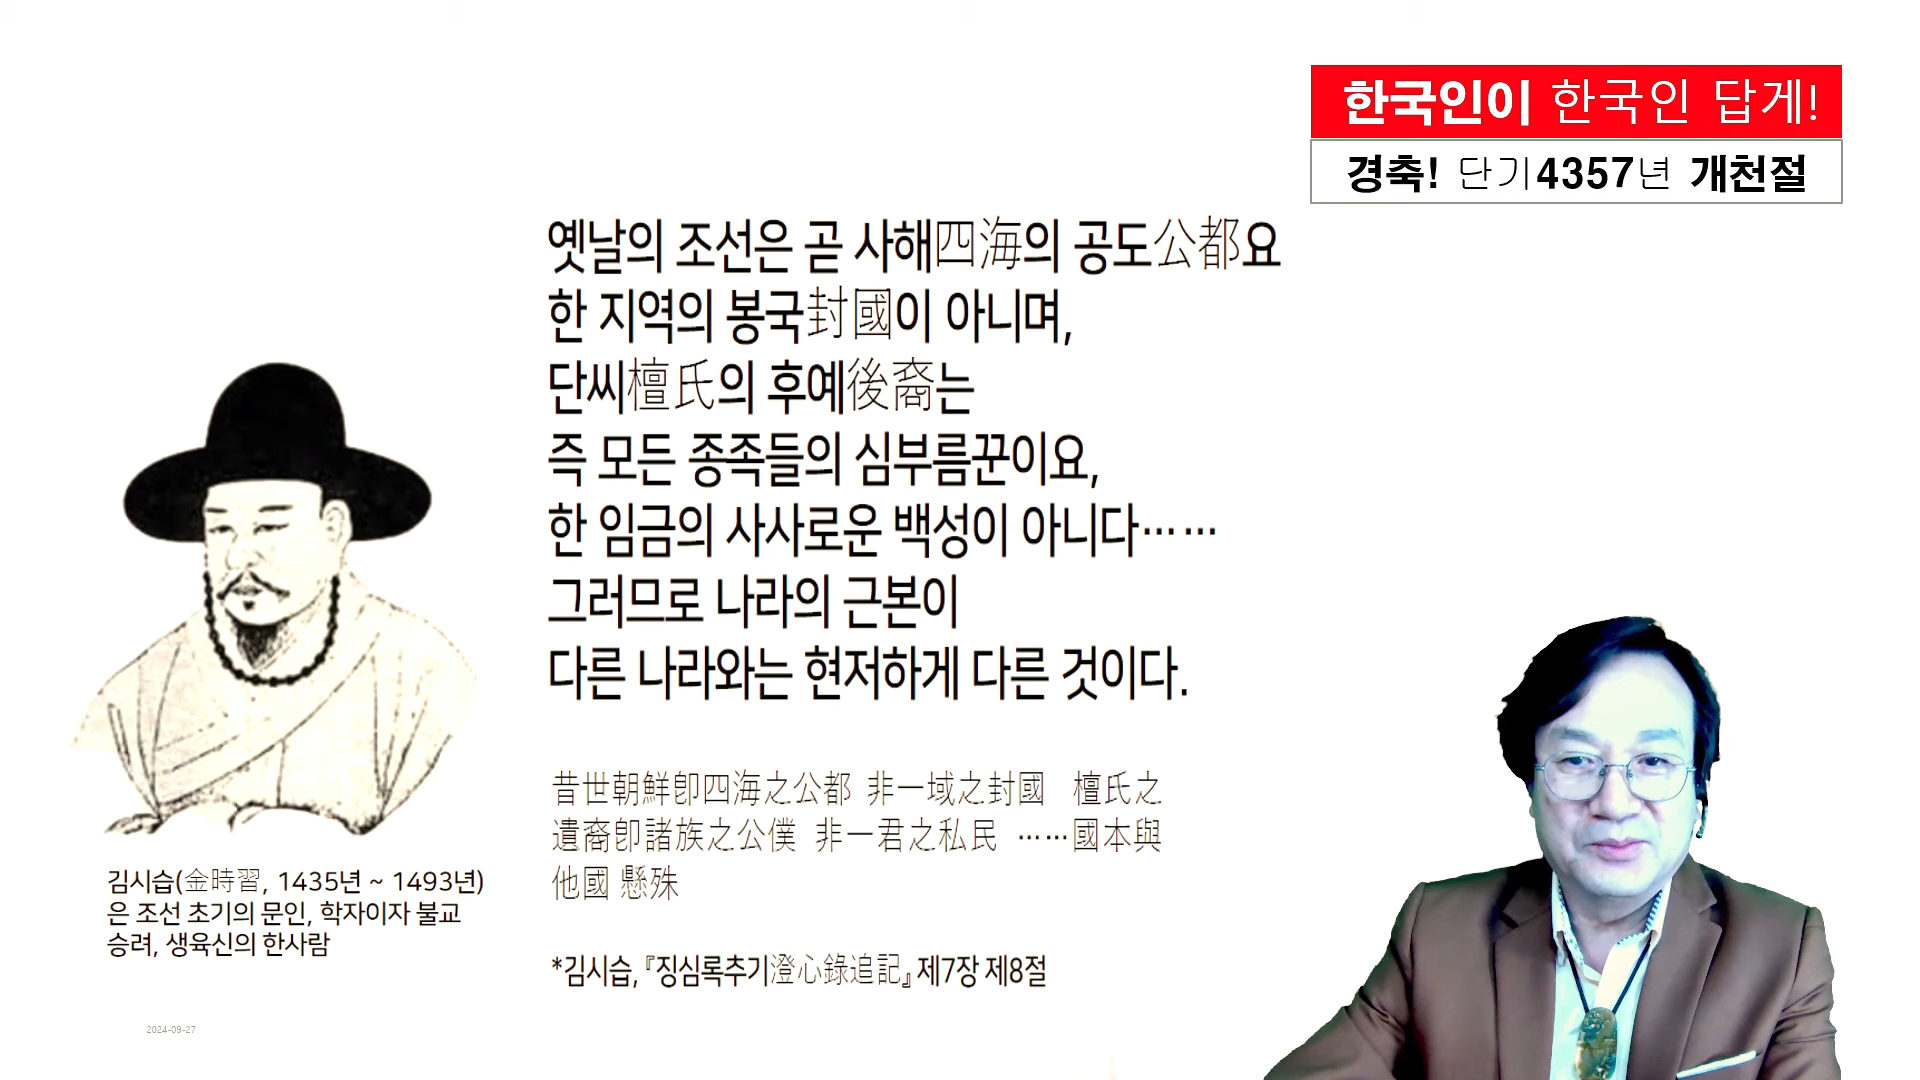 한국인이 한국인 답게!
경축! 단기4357년 개천절
옛날의 조선은 곧 사해四海의 공도公都요
한 지역의 봉국封國이 아니며,
단씨檀氏의 후예後裔는
즉 모든 종족들의 심부름꾼이요,
한 임금의 사사로운 백성이 아니다……
그러므로 나라의 근본이
다른 나라와는 현저하게 다른 것이다.
昔世朝鮮卽四海之公都 非一域之封國 檀氏之
遺裔卽諸族之公僕 非一君之私民 ……國本與
他國 懸殊
*김시습, 『징심록추기澄心錄追記』 제7장 제8절
김시습(金時習, 1435년 ~ 1493년)
은 조선 초기의 문인, 학자이자 불교
승려, 생육신의 한사람
2024-09-27